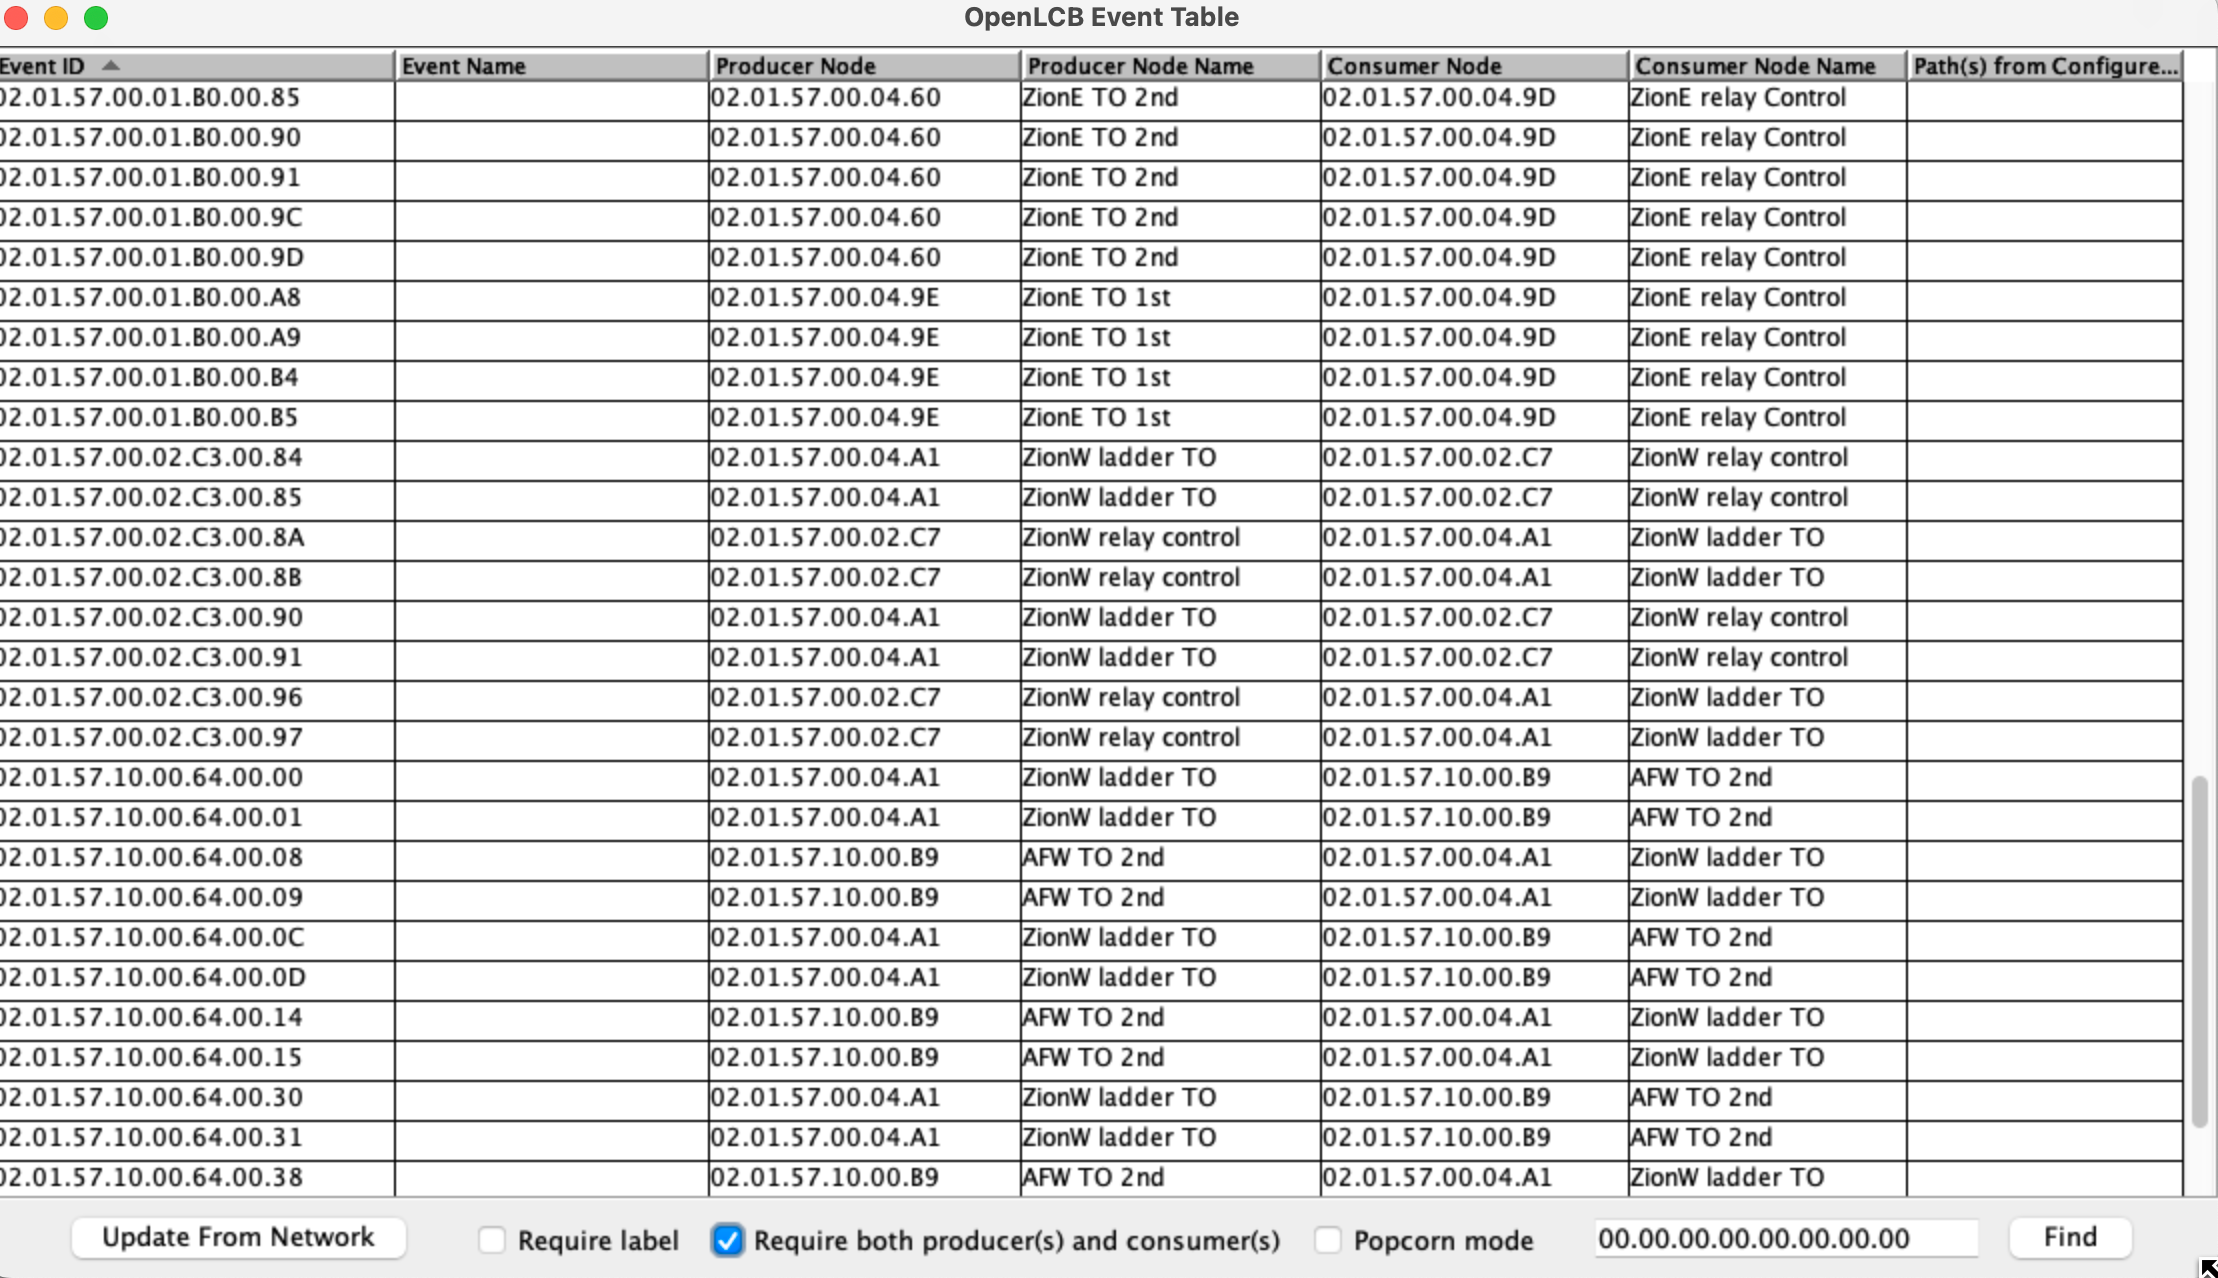 OpenLCB Event Table
Event ID Event Name Producer Node Producer Node Name Consumer Node Consumer Node Name Path(s) from Configure...
02.01.57.00.01.B0.00.85 02.01.57.00.04.60 ZionE TO 2nd 02.01.57.00.04.9D ZionE relay Control
02.01.57.00.01.B0.00.90 02.01.57.00.04.60 ZionE TO 2nd 02.01.57.00.04.9D ZionE relay Control
02.01.57.00.01.B0.00.91 02.01.57.00.04.60 ZionE TO 2nd 02.01.57.00.04.9D ZionE relay Control
02.01.57.00.01.B0.00.9C 02.01.57.00.04.60 ZionE TO 2nd 02.01.57.00.04.9D ZionE relay Control
02.01.57.00.01.B0.00.9D 02.01.57.00.04.60 ZionE TO 2nd 02.01.57.00.04.9D ZionE relay Control
02.01.57.00.01.B0.00.A8 02.01.57.00.04.9E ZionE TO 1st 02.01.57.00.04.9D ZionE relay Control
02.01.57.00.01.B0.00.A9 02.01.57.00.04.9E ZionE TO 1st 02.01.57.00.04.9D ZionE relay Control
02.01.57.00.01.B0.00.B4 02.01.57.00.04.9E ZionE TO 1st 02.01.57.00.04.9D ZionE relay Control
02.01.57.00.01.B0.00.B5 02.01.57.00.04.9E ZionE TO 1st 02.01.57.00.04.9D ZionE relay Control
02.01.57.00.02.C3.00.84 02.01.57.00.04.A1 ZionW ladder TO 02.01.57.00.02.C7 ZionW relay control
02.01.57.00.02.C3.00.85 02.01.57.00.04.A1 ZionW ladder TO 02.01.57.00.02.C7 ZionW relay control
02.01.57.00.02.C3.00.8A 02.01.57.00.02.C7 ZionW relay control 02.01.57.00.04.A1 ZionW ladder TO
02.01.57.00.02.C3.00.8B 02.01.57.00.02.C7 ZionW relay control 02.01.57.00.04.A1 ZionW ladder TO
02.01.57.00.02.C3.00.90 02.01.57.00.04.A1 ZionW ladder TO 02.01.57.00.02.C7 ZionW relay control
02.01.57.00.02.C3.00.91 02.01.57.00.04.A1 ZionW ladder TO 02.01.57.00.02.C7 ZionW relay control
02.01.57.00.02.C3.00.96 02.01.57.00.02.C7 ZionW relay control 02.01.57.00.04.A1 ZionW ladder TO
02.01.57.00.02.C3.00.97 02.01.57.00.02.C7 ZionW relay control 02.01.57.00.04.A1 ZionW ladder TO
02.01.57.10.00.64.00.00 02.01.57.00.04.A1 ZionW ladder TO 02.01.57.10.00.B9 AFW TO 2nd
02.01.57.10.00.64.00.01 02.01.57.00.04.A1 ZionW ladder TO 02.01.57.10.00.B9 AFW TO 2nd
02.01.57.10.00.64.00.08 02.01.57.10.00.B9 AFW TO 2nd 02.01.57.00.04.A1 ZionW ladder TO
02.01.57.10.00.64.00.09 02.01.57.10.00.B9 AFW TO 2nd 02.01.57.00.04.A1 ZionW ladder TO
02.01.57.10.00.64.00.0C 02.01.57.00.04.A1 ZionW ladder TO 02.01.57.10.00.B9 AFW TO 2nd
02.01.57.10.00.64.00.0D 02.01.57.00.04.A1 ZionW ladder TO 02.01.57.10.00.B9 AFW TO 2nd
02.01.57.10.00.64.00.14 02.01.57.10.00.B9 AFW TO 2nd 02.01.57.00.04.A1 ZionW ladder TO
02.01.57.10.00.64.00.15 02.01.57.10.00.B9 AFW TO 2nd 02.01.57.00.04.A1 ZionW ladder TO
02.01.57.10.00.64.00.30 02.01.57.00.04.A1 ZionW ladder TO 02.01.57.10.00.B9 AFW TO 2nd
02.01.57.10.00.64.00.31 02.01.57.00.04.A1 ZionW ladder TO 02.01.57.10.00.B9 AFW TO 2nd
02.01.57.10.00.64.00.38 02.01.57.10.00.B9 AFW TO 2nd 02.01.57.00.04.A1 ZionW ladder TO
Update From Network Require label Require both producer(s) and consumer(s) Popcorn mode 00.00.00.00.00.00.00.00 Find